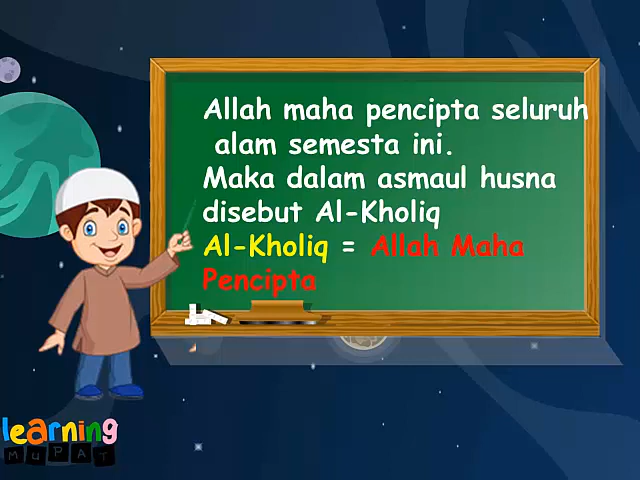 Allah maha pencipta seluruh
alam semesta ini.
Maka dalam asmaul husna
disebut Al-Kholiq
Al-Kholiq = Allah Maha
Pencipta
learning
MUPAT